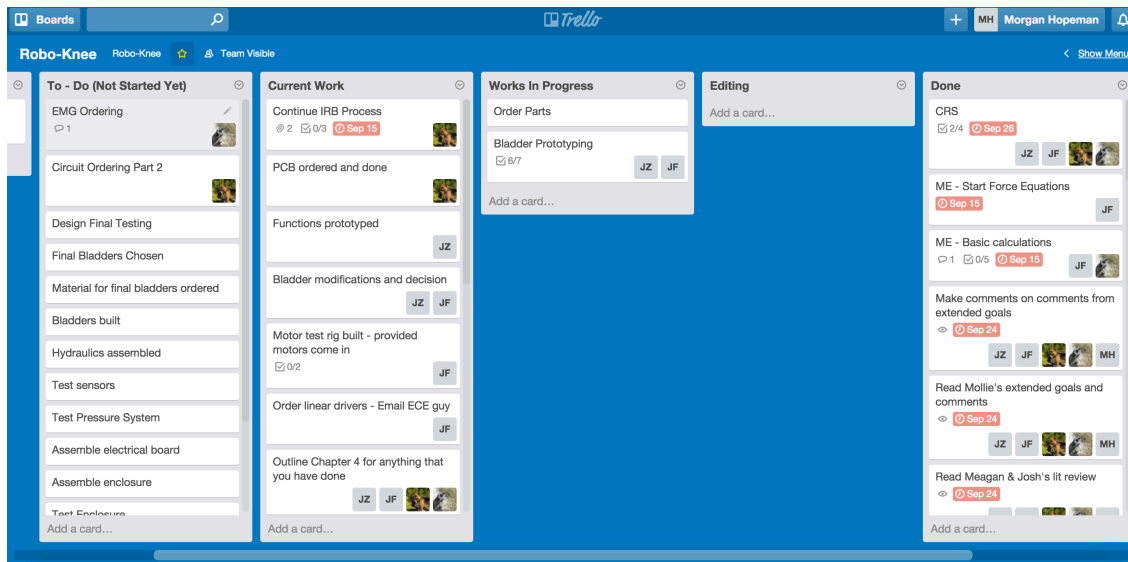 Boards
Trello
MH Morgan Hopeman
Robo-Knee Robo-Knee Team Visible
Show Menu
To - Do (Not Started Yet)
EMG Ordering
1
Circuit Ordering Part 2
Design Final Testing
Final Bladders Chosen
Material for final bladders ordered
Bladders built
Hydraulics assembled
Test sensors
Test Pressure System
Assemble electrical board
Assemble enclosure
Test Enclosure
Add a card...
Current Work
Continue IRB Process
2 0/3 Sep 15
PCB ordered and done
Functions prototyped
JZ
Bladder modifications and decision
JZ JF
Motor test rig built - provided
motors come in
0/2
JF
Order linear drivers - Email ECE guy
JF
Outline Chapter 4 for anything that
you have done
JZ JF
Add a card...
Works In Progress
Order Parts
Bladder Prototyping
6/7
JZ JF
Add a card...
Editing
Add a card...
Done
CRS
2/4 Sep 26
JZ JF
ME - Start Force Equations
Sep 15
JF
ME - Basic calculations
1 0/5 Sep 15
JF
Make comments on comments from
extended goals
Sep 24
JZ JF MH
Read Mollie's extended goals and
comments
Sep 24
JZ JF MH
Read Meagan & Josh's lit review
Sep 24
Add a card...